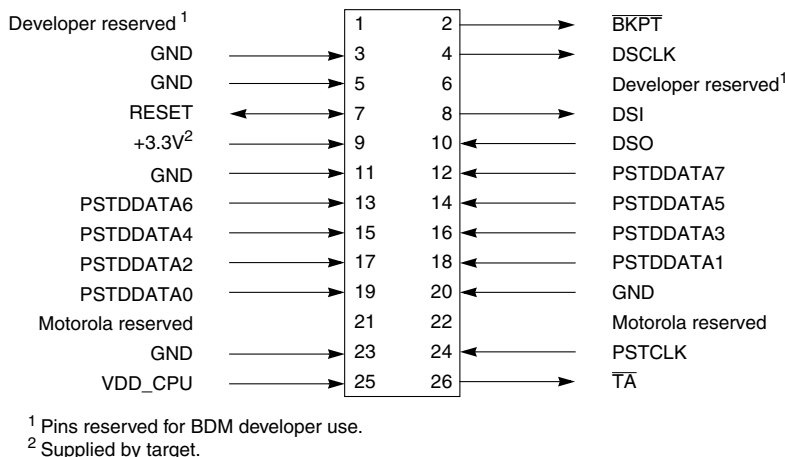 Developer reserved 1 1 2 BKPT
GND 3 4 DSCLK
GND 5 6 Developer reserved1
RESET 7 8 DSI
+3.3V2 9 10 DSO
GND 11 12 PSTDDATA7
PSTDDATA6 13 14 PSTDDATA5
PSTDDATA4 15 16 PSTDDATA3
PSTDDATA2 17 18 PSTDDATA1
PSTDDATA0 19 20 GND
Motorola reserved 21 22 Motorola reserved
GND 23 24 PSTCLK
VDD_CPU 25 26 TA
1 Pins reserved for BDM developer use.
2 Supplied by target.